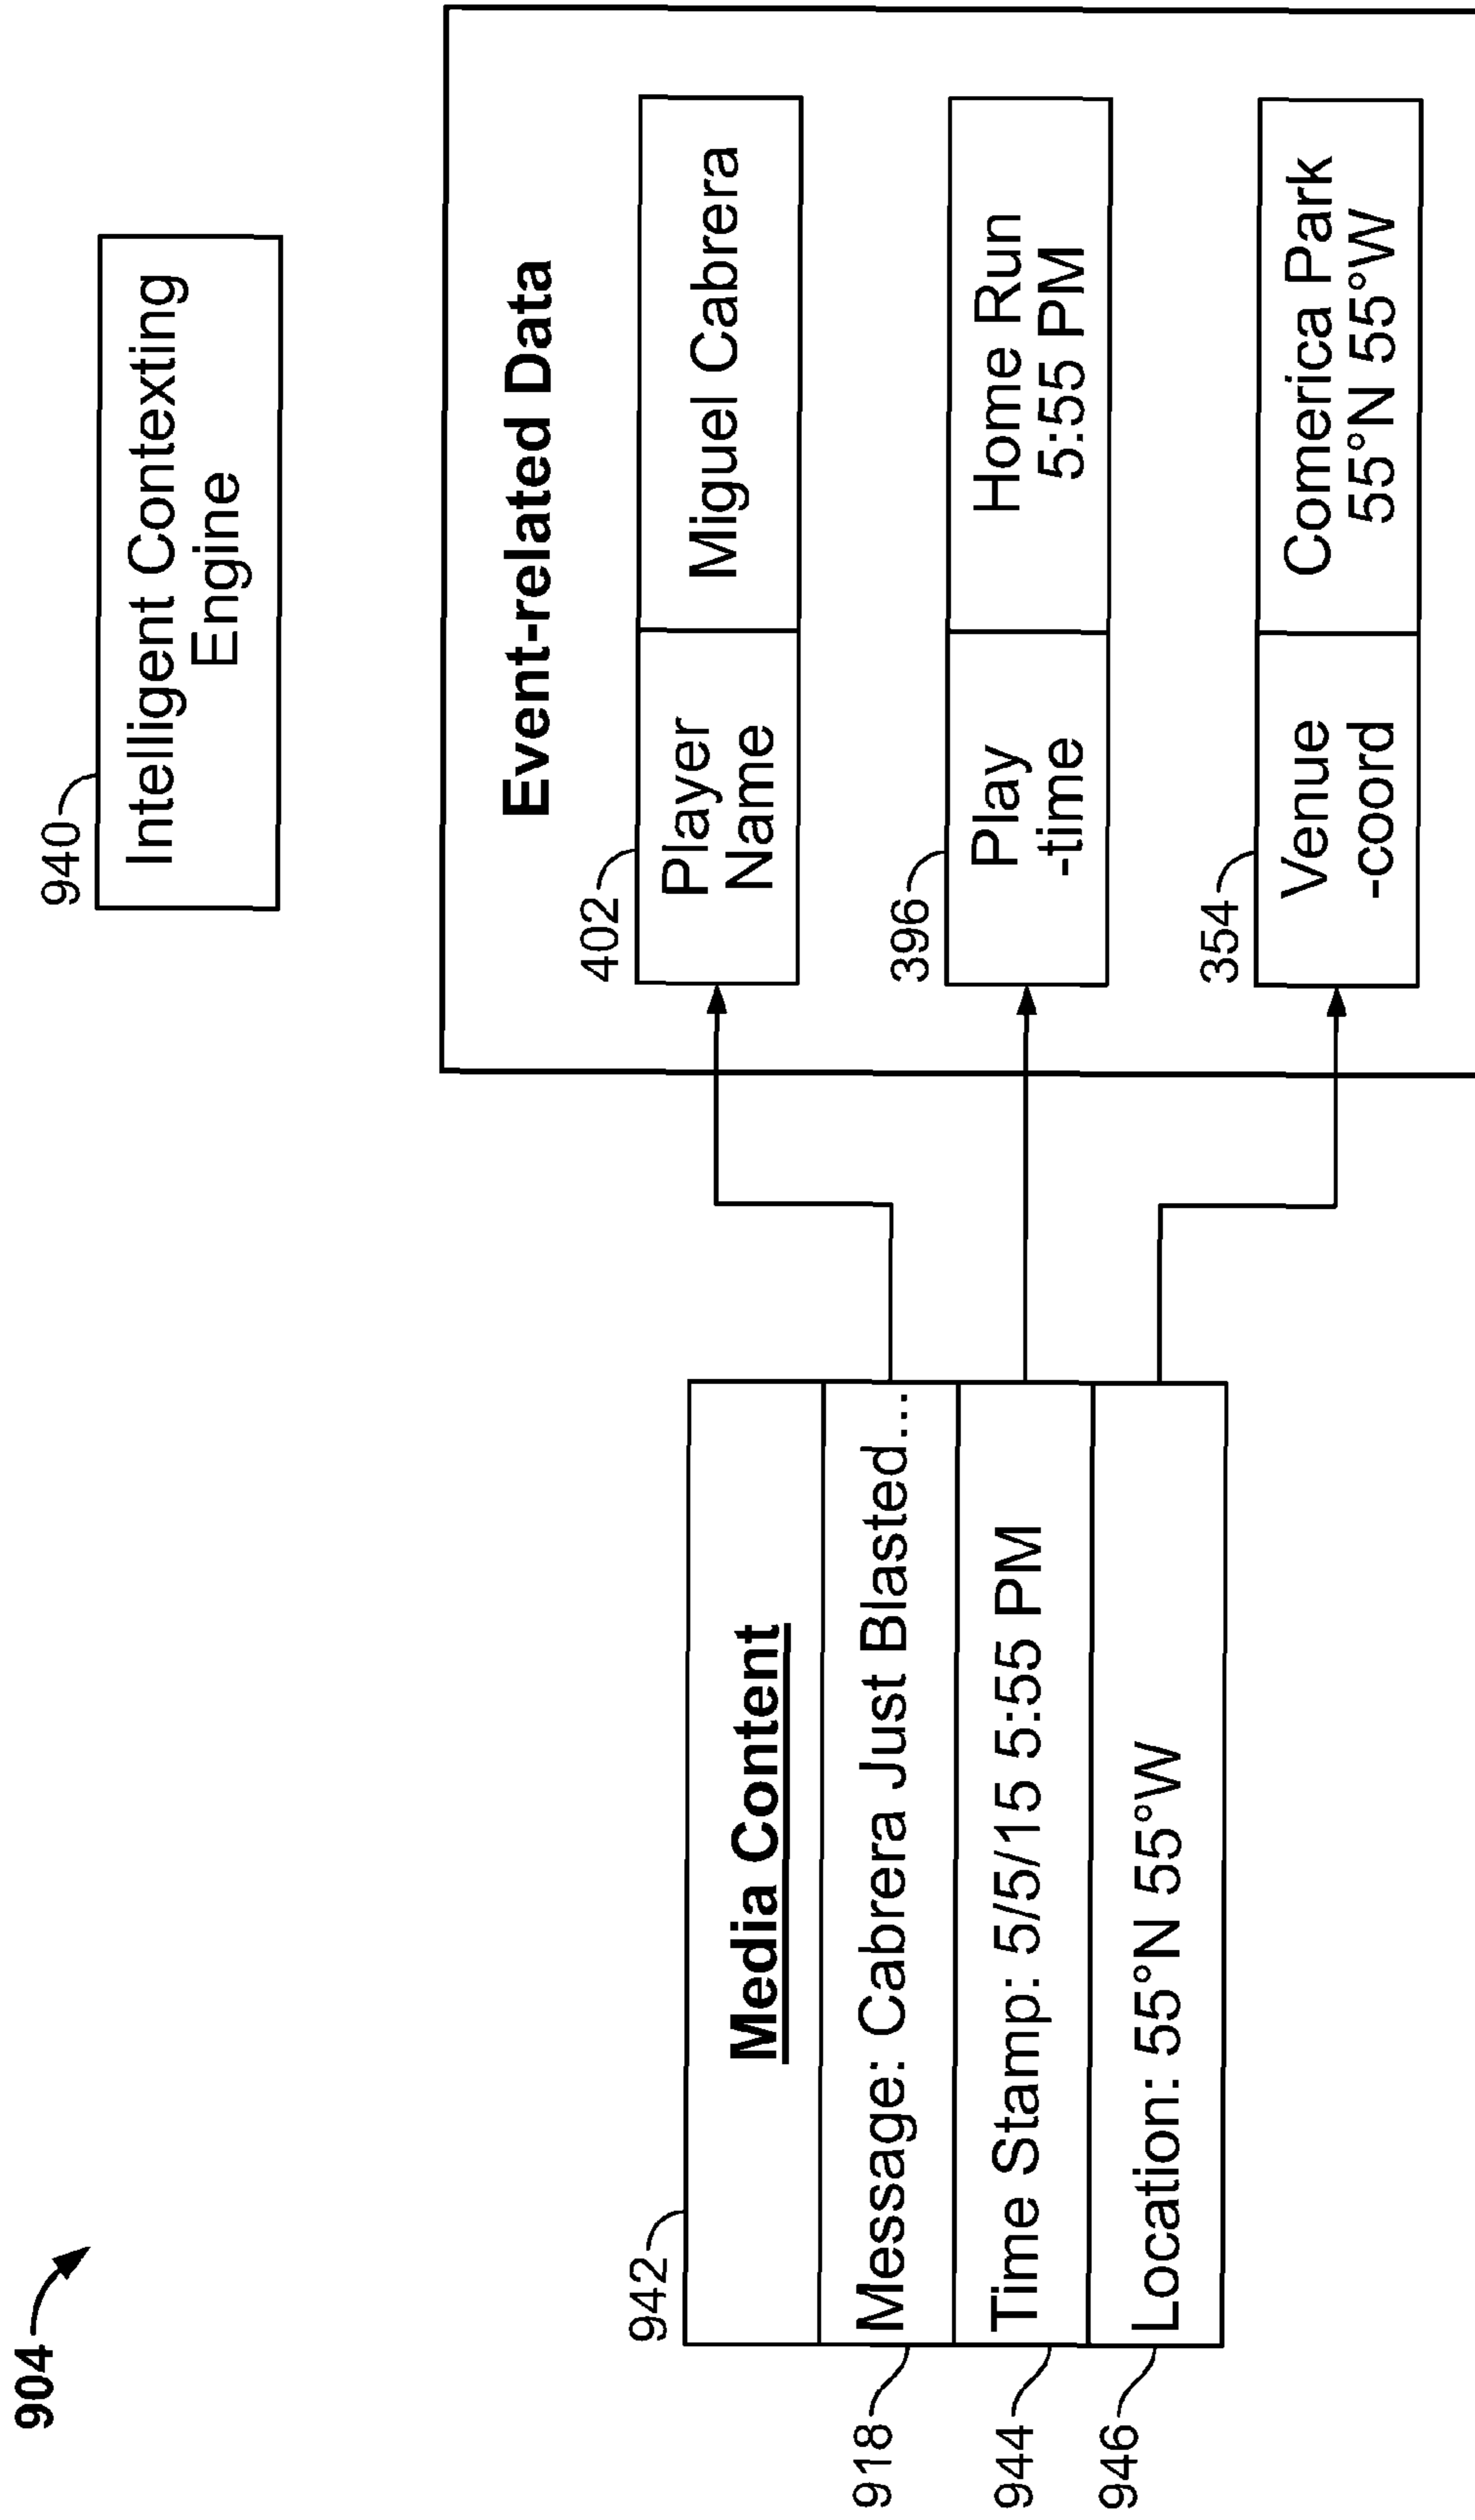 904
940
Intelligent Contexting
Engine
942
Media Content
918
Message: Cabrera Just Blasted...
944
Time Stamp: 5/5/15 5:55 PM
946
Location: 55°N 55°W
Event-related Data
402
Player
Name
Miguel Cabrera
396
Play
-time
Home Run
5:55 PM
354
Venue
-coord
Comerica Park
55°N 55°W